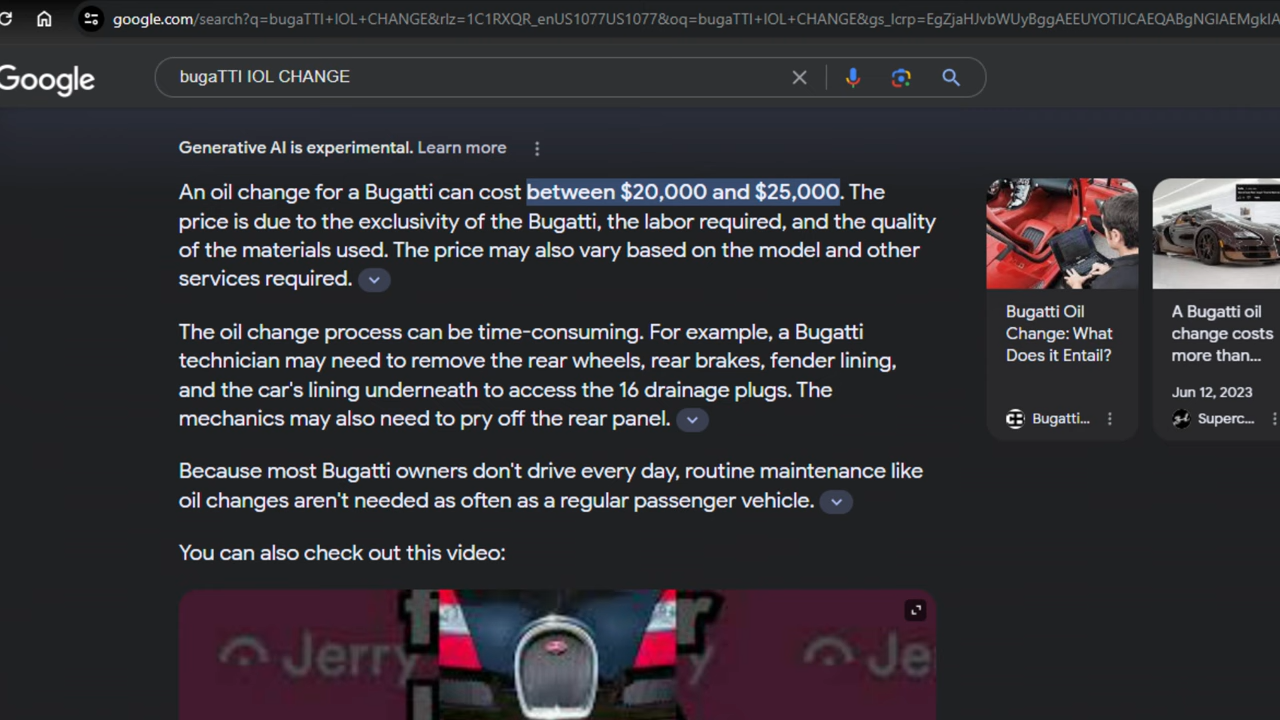 google.com/search?q=bugaTTI+IOL+CHANGE&rlz=1C1RXQR_enUS1077US1077&oq=bugaTTI+IOL+CHANGE&gs_lcrp=
Google
bugaTTI IOL CHANGE
Generative AI is experimental. Learn more
An oil change for a Bugatti can cost between $20,000 and $25,000. The
price is due to the exclusivity of the Bugatti, the labor required, and the quality
of the materials used. The price may also vary based on the model and other
services required.
The oil change process can be time-consuming. For example, a Bugatti
technician may need to remove the rear wheels, rear brakes, fender lining,
and the car's lining underneath to access the 16 drainage plugs. The
mechanics may also need to pry off the rear panel.
Because most Bugatti owners don't drive every day, routine maintenance like
oil changes aren't needed as often as a regular passenger vehicle.
You can also check out this video:
Jerry
Je
Bugatti Oil
Change: What
Does it Entail?
Bugatti...
A Bugatti oil
change costs
more than...
Jun 12, 2023
Superc...